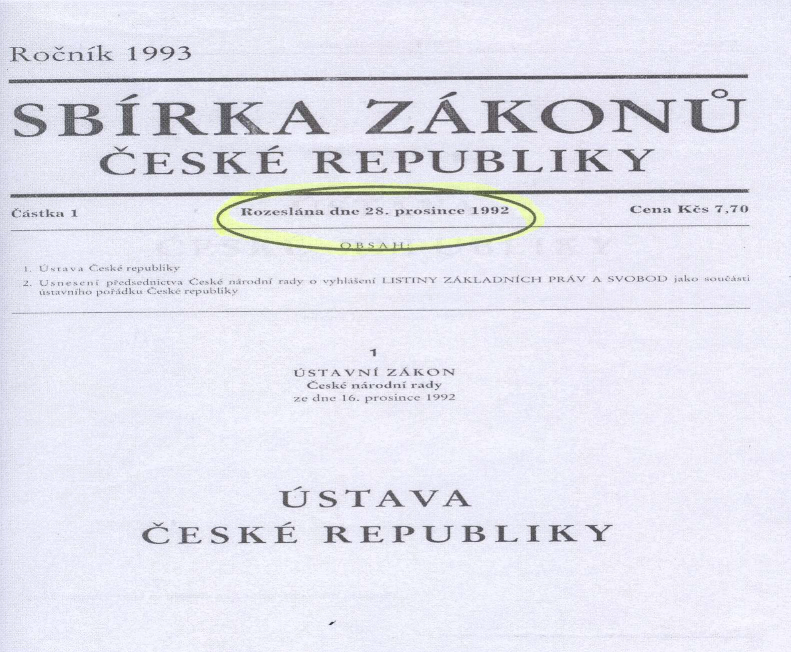 Ročník 1993
SBÍRKA ZÁKONŮ
ČESKÉ REPUBLIKY
Částka 1 Rozeslána dne 28. prosince 1992 Cena Kčs 7,70
OBSAH:
1. Ústava České republiky
2. Usnesení předsednictva České národní rady o vyhlášení LISTINY ZÁKLADNÍCH PRÁV A SVOBOD jako součásti
ústavního pořádku České republiky
1
ÚSTAVNÍ ZÁKON
České národní rady
ze dne 16. prosince 1992
ÚSTAVA
ČESKÉ REPUBLIKY